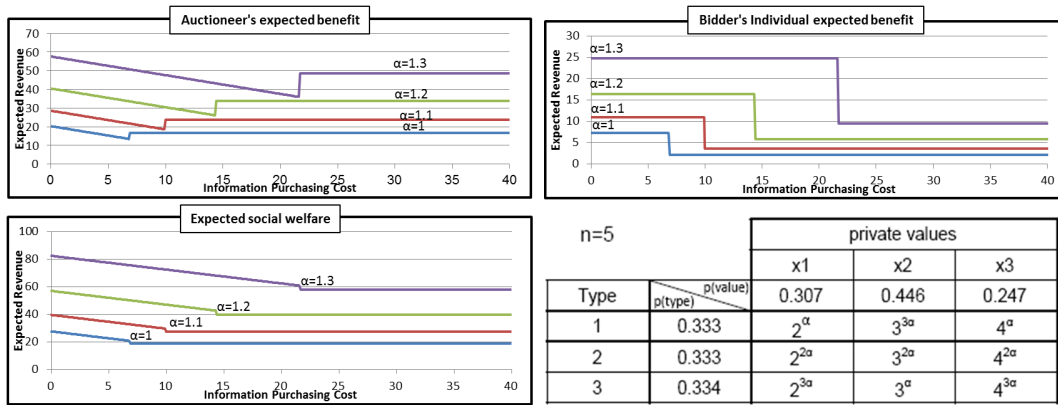 Auctioneer's expected benefit
Expected Revenue
70
60
50
40
30
20
10
0
α=1.3
α=1.2
α=1.1
α=1
0 5 10 15 20 25 30 35 40
Information Purchasing Cost
Bidder's Individual expected benefit
Expected Revenue
30
25
20
15
10
5
0
α=1.3
α=1.2
α=1.1
α=1
0 5 10 15 20 25 30 35 40
Information Purchasing Cost
Expected social welfare
Expected Revenue
100
80
60
40
20
0
α=1.3
α=1.2
α=1.1
α=1
0 5 10 15 20 25 30 35 40
Information Purchasing Cost
n=5 private values
x1 x2 x3
Type p(type) p(value) 0.307 0.446 0.247
1 0.333 2^α 3^3α 4^α
2 0.333 2^2α 3^2α 4^2α
3 0.334 2^3α 3^α 4^3α